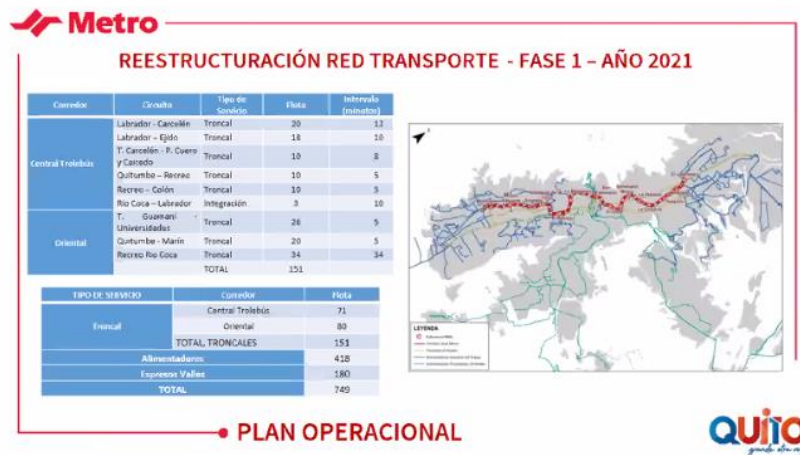 Metro
REESTRUCTURACIÓN RED TRANSPORTE - FASE 1 – AÑO 2021
Corredor Circuito Tipo de Servicio Flota Intervalo (minutos)
Central Trolebús
Labrador - Carcelén Troncal 20 12
Labrador – Ejido Troncal 18 10
T. Carcelén - P. Cuero y Caicedo Troncal 10 8
Quitumbe – Recreo Troncal 10 5
Recreo – Colón Troncal 10 5
Río Coca – Labrador Integración 3 10
Oriental
T. Guamaní - Universidades Troncal 26 5
Quitumbe - Marín Troncal 20 5
Recreo Río Coca Troncal 34 34
TOTAL 151
TIPO DE SERVICIO Corredor Flota
Troncal
Central Trolebús 71
Oriental 80
TOTAL, TRONCALES 151
Alimentadores 418
Expresos Valles 180
TOTAL 749
LEYENDA
PLAN OPERACIONAL
QUITO
grande otra vez